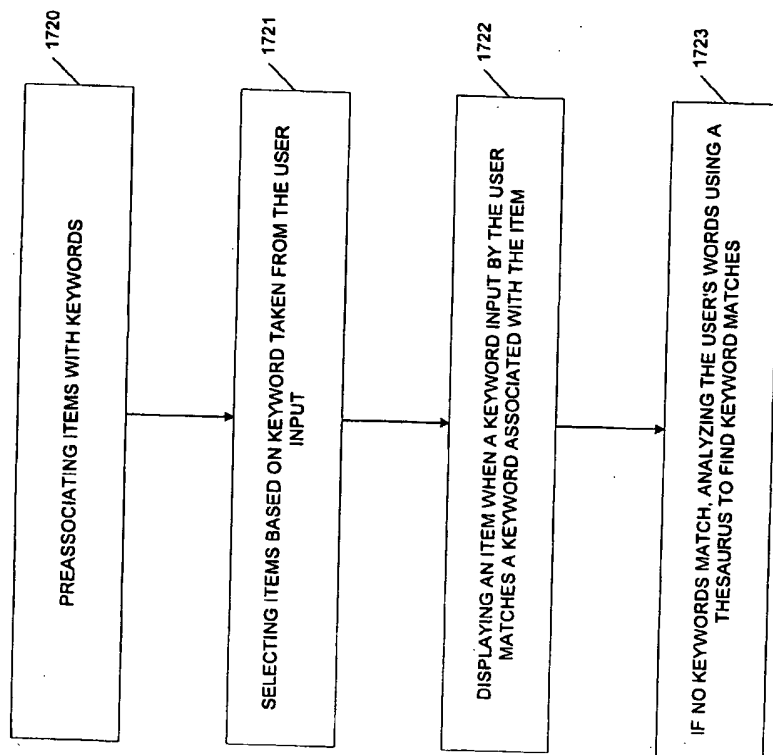 1720
PREASSOCIATING ITEMS WITH KEYWORDS
1721
SELECTING ITEMS BASED ON KEYWORD TAKEN FROM THE USER
INPUT
1722
DISPLAYING AN ITEM WHEN A KEYWORD INPUT BY THE USER
MATCHES A KEYWORD ASSOCIATED WITH THE ITEM
1723
IF NO KEYWORDS MATCH, ANALYZING THE USER'S WORDS USING A
THESAURUS TO FIND KEYWORD MATCHES